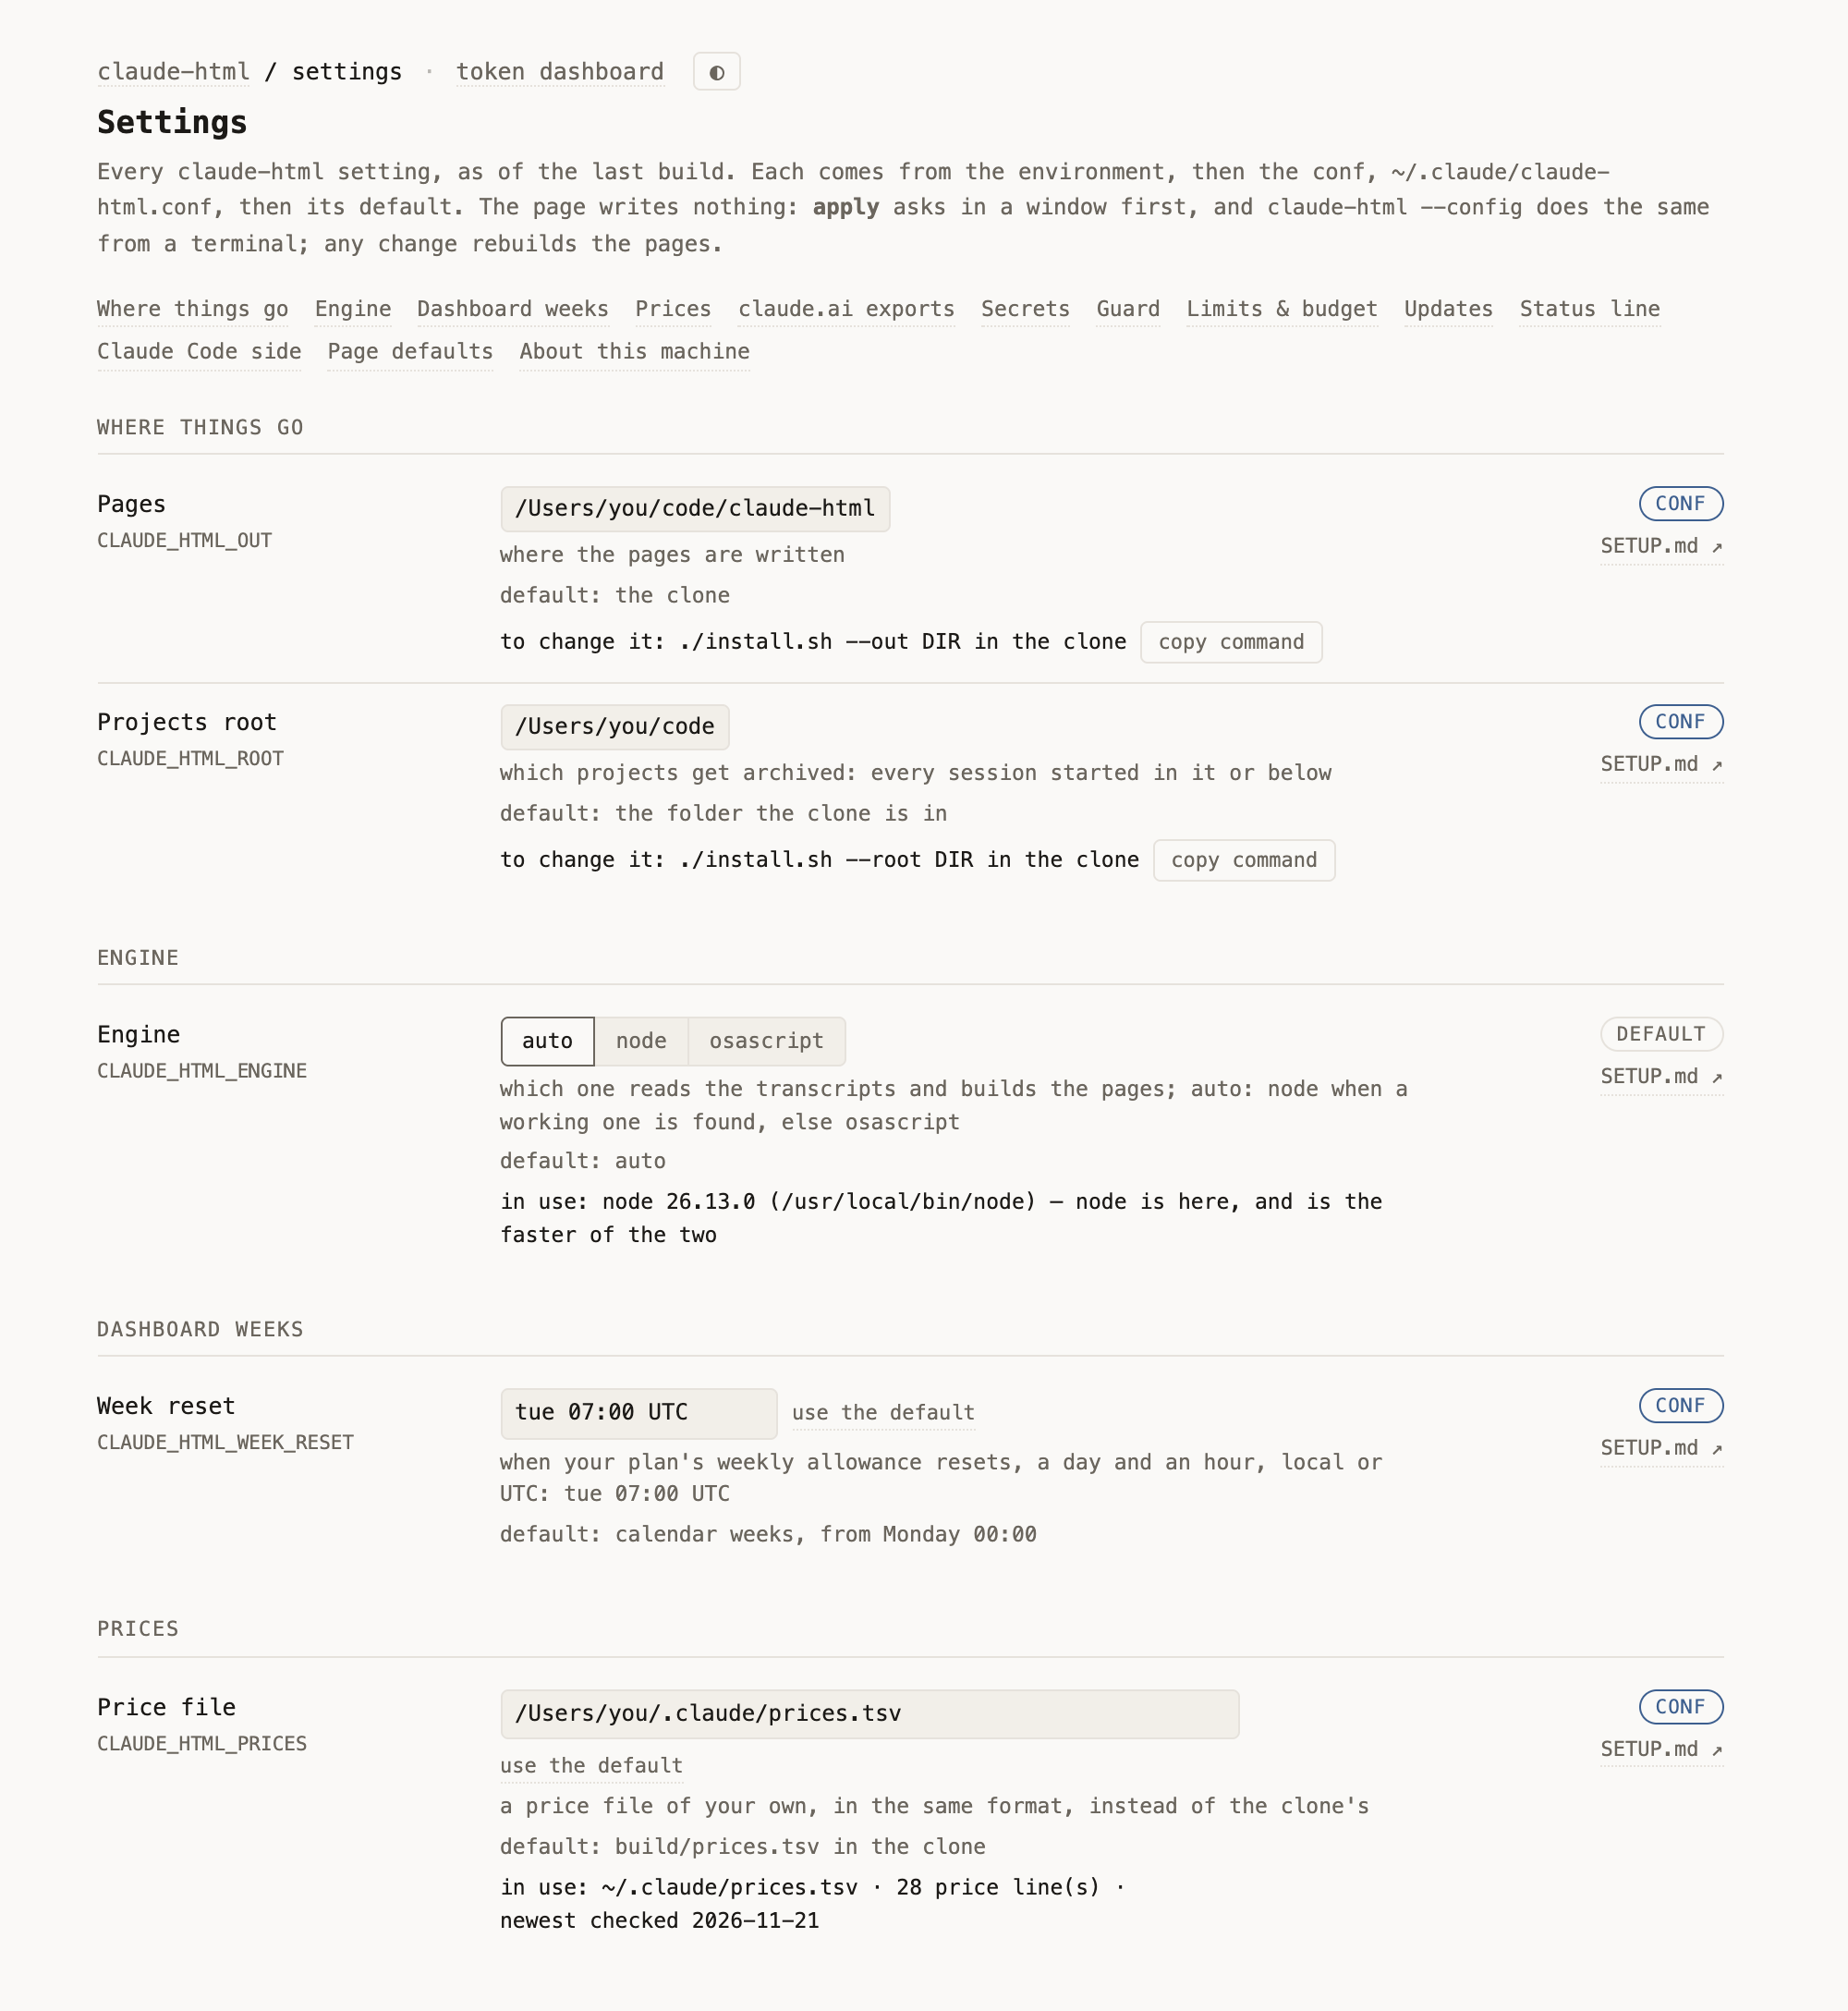 claude-html / settings · token dashboard ◐
Settings
Every claude-html setting, as of the last build. Each comes from the environment, then the conf, ~/.claude/claude-
html.conf, then its default. The page writes nothing: apply asks in a window first, and claude-html --config does the same
from a terminal; any change rebuilds the pages.
Where things go Engine Dashboard weeks Prices claude.ai exports Secrets Guard Limits & budget Updates Status line
Claude Code side Page defaults About this machine
WHERE THINGS GO
Pages
CLAUDE_HTML_OUT
/Users/you/code/claude-html
where the pages are written
default: the clone
to change it: ./install.sh --out DIR in the clone copy command
CONF
SETUP.md ↗
Projects root
CLAUDE_HTML_ROOT
/Users/you/code
which projects get archived: every session started in it or below
default: the folder the clone is in
to change it: ./install.sh --root DIR in the clone copy command
CONF
SETUP.md ↗
ENGINE
Engine
CLAUDE_HTML_ENGINE
auto node osascript
which one reads the transcripts and builds the pages; auto: node when a
working one is found, else osascript
default: auto
in use: node 26.13.0 (/usr/local/bin/node) — node is here, and is the
faster of the two
DEFAULT
SETUP.md ↗
DASHBOARD WEEKS
Week reset
CLAUDE_HTML_WEEK_RESET
tue 07:00 UTC use the default
when your plan's weekly allowance resets, a day and an hour, local or
UTC: tue 07:00 UTC
default: calendar weeks, from Monday 00:00
CONF
SETUP.md ↗
PRICES
Price file
CLAUDE_HTML_PRICES
/Users/you/.claude/prices.tsv
use the default
a price file of your own, in the same format, instead of the clone's
default: build/prices.tsv in the clone
in use: ~/.claude/prices.tsv · 28 price line(s) ·
newest checked 2026-11-21
CONF
SETUP.md ↗